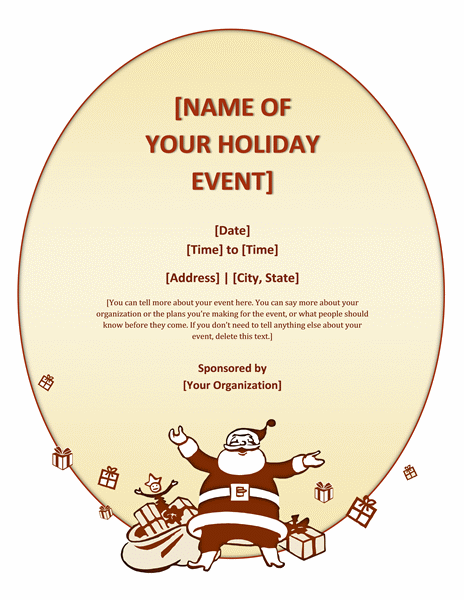 [NAME OF
YOUR HOLIDAY
EVENT]
[Date]
[Time] to [Time]
[Address] | [City, State]
[You can tell more about your event here. You can say more about your
organization or the plans you're making for the event, or what people should
know before they come. If you don't need to tell anything else about your
event, delete this text.]
Sponsored by
[Your Organization]